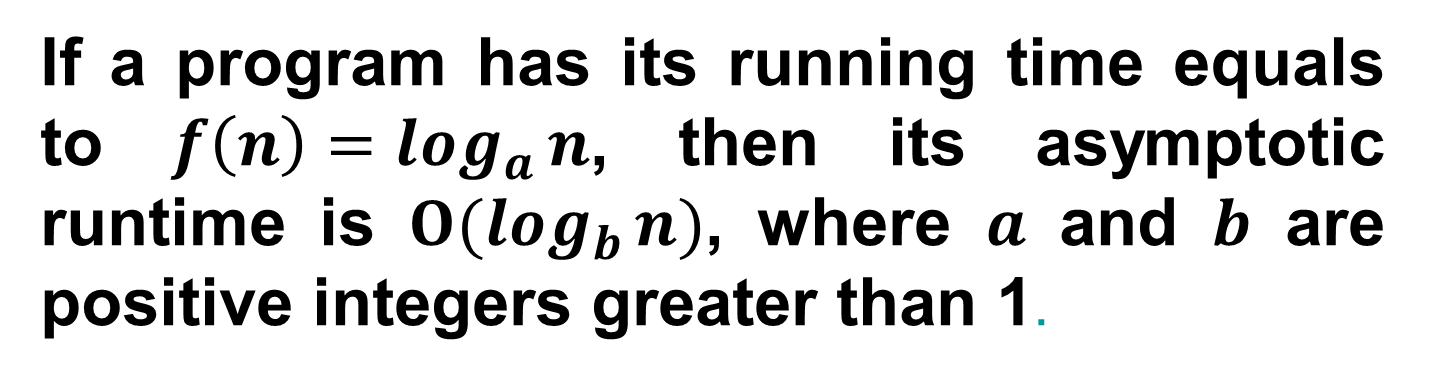 If a program has its running time equals
to f(n) = log_a n, then its asymptotic
runtime is O(log_b n), where a and b are
positive integers greater than 1.